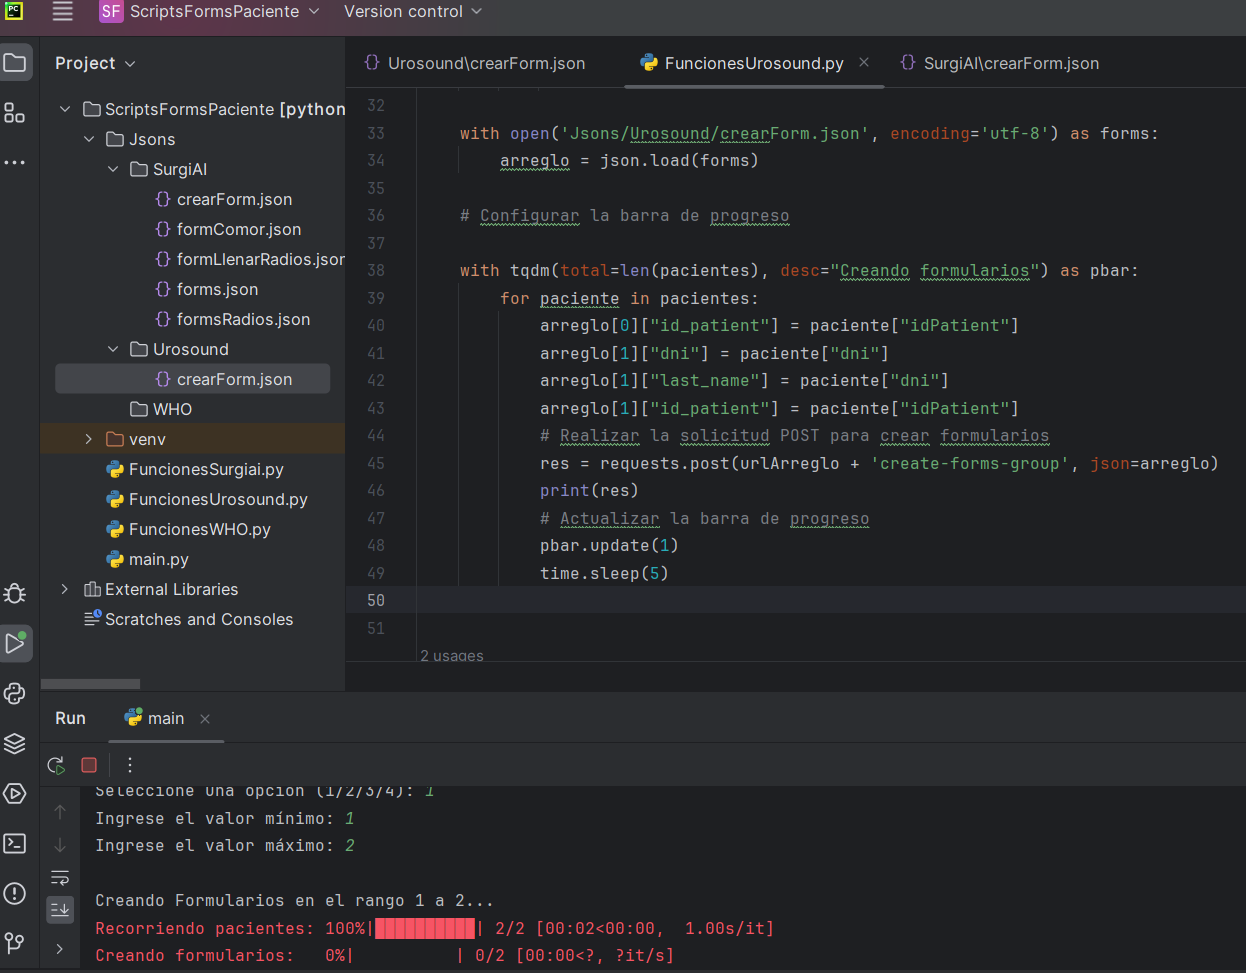 PC
SF ScriptsFormsPaciente Version control
Project
Urosound\crearForm.json FuncionesUrosound.py SurgiAI\crearForm.json
ScriptsFormsPaciente [python
Jsons
SurgiAI
crearForm.json
formComor.json
formLlenarRadios.json
forms.json
formsRadios.json
Urosound
crearForm.json
WHO
venv
FuncionesSurgiai.py
FuncionesUrosound.py
FuncionesWHO.py
main.py
External Libraries
Scratches and Consoles
32
33 with open('Jsons/Urosound/crearForm.json', encoding='utf-8') as forms:
34 arreglo = json.load(forms)
35
36 # Configurar la barra de progreso
37
38 with tqdm(total=len(pacientes), desc="Creando formularios") as pbar:
39 for paciente in pacientes:
40 arreglo[0]["id_patient"] = paciente["idPatient"]
41 arreglo[1]["dni"] = paciente["dni"]
42 arreglo[1]["last_name"] = paciente["dni"]
43 arreglo[1]["id_patient"] = paciente["idPatient"]
44 # Realizar la solicitud POST para crear formularios
45 res = requests.post(urlArreglo + 'create-forms-group', json=arreglo)
46 print(res)
47 # Actualizar la barra de progreso
48 pbar.update(1)
49 time.sleep(5)
50
51
2 usages
Run main
Seleccione una opción (1/2/3/4): 1
Ingrese el valor mínimo: 1
Ingrese el valor máximo: 2
Creando Formularios en el rango 1 a 2...
Recorriendo pacientes: 100%|██████████| 2/2 [00:02<00:00, 1.00s/it]
Creando formularios: 0%| | 0/2 [00:00<?, ?it/s]